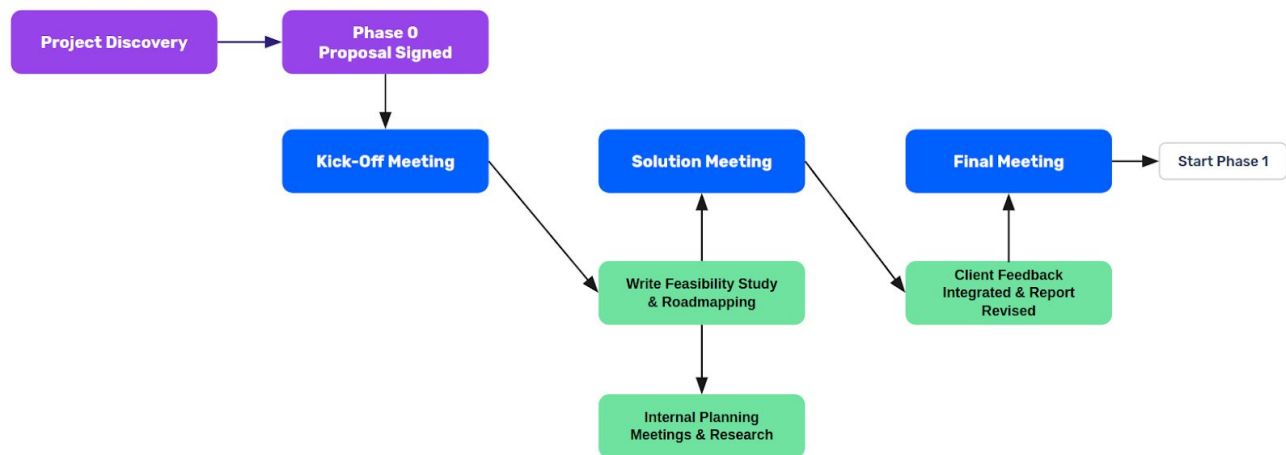 Project Discovery
Phase 0
Proposal Signed
Kick-Off Meeting
Solution Meeting
Final Meeting
Start Phase 1
Write Feasibility Study
& Roadmapping
Client Feedback
Integrated & Report
Revised
Internal Planning
Meetings & Research